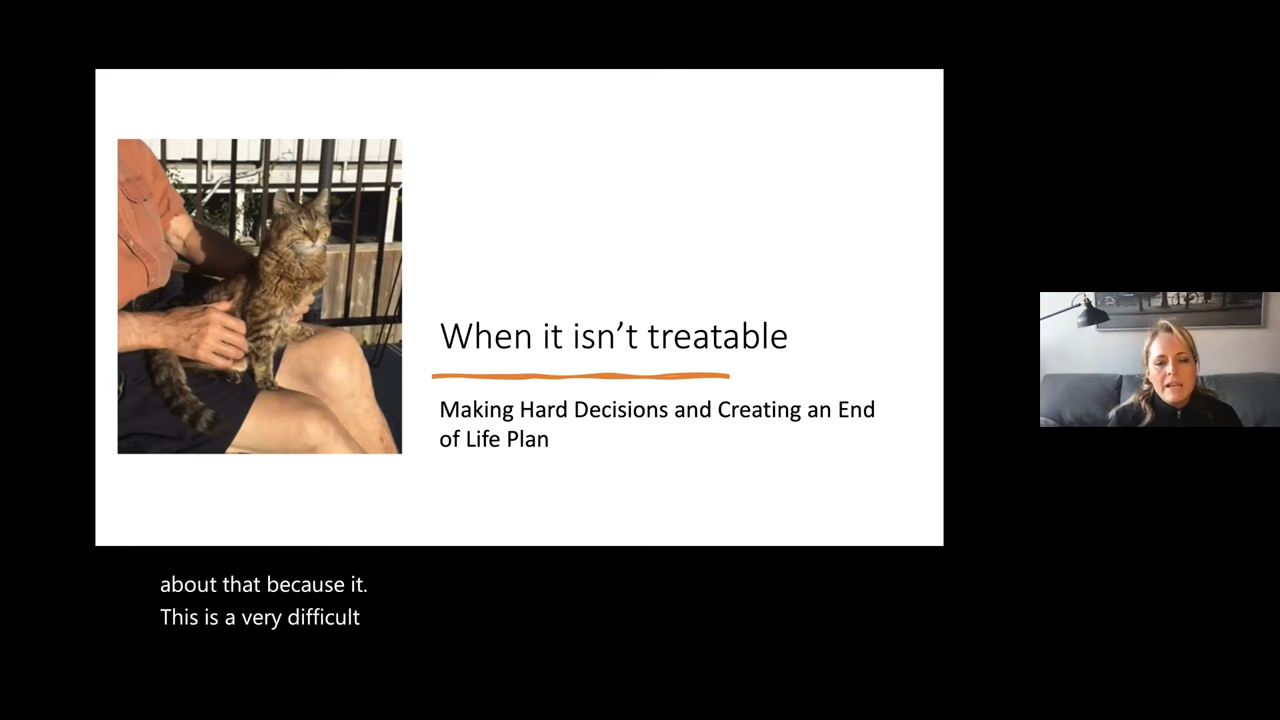 When it isn’t treatable
Making Hard Decisions and Creating an End
of Life Plan
about that because it.
This is a very difficult